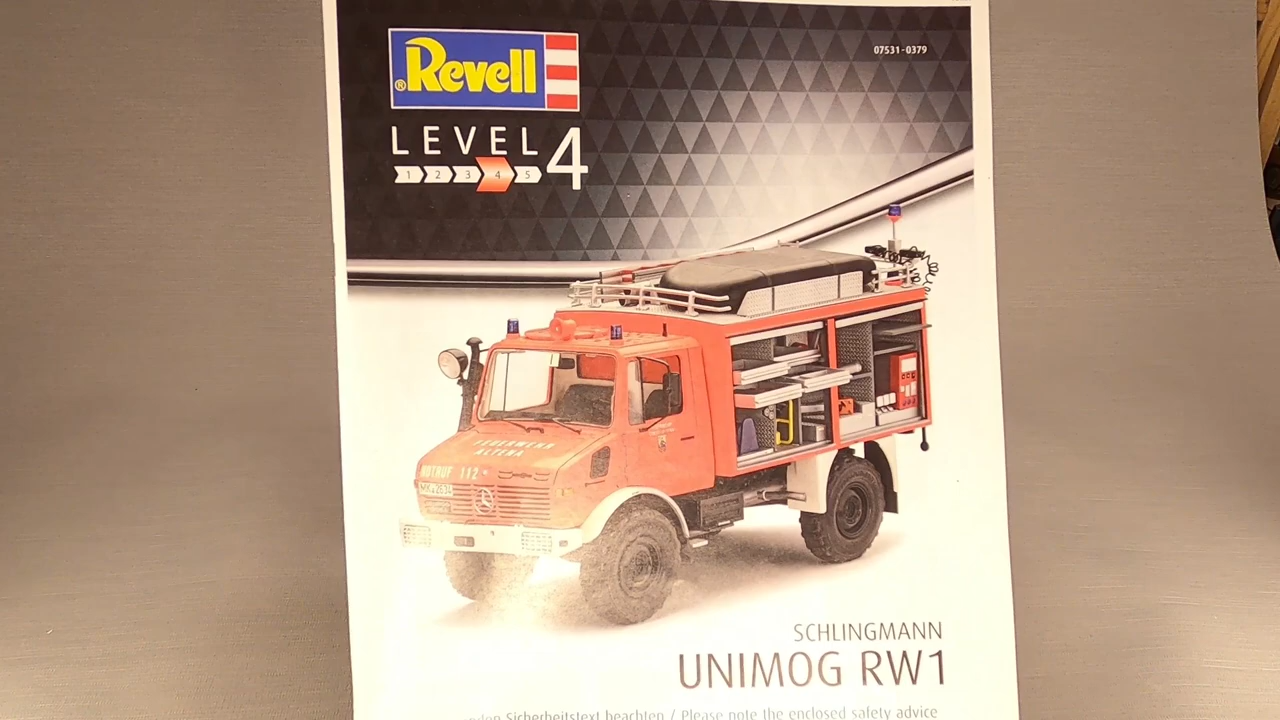 07531-0379
® Revell
LEVEL 4
1 2 3 4 5
FEUERWEHR
ALTENA
NOTRUF 112
SCHLINGMANN
UNIMOG RW1
Sicherheitstext beachten / Please note the enclosed safety advice